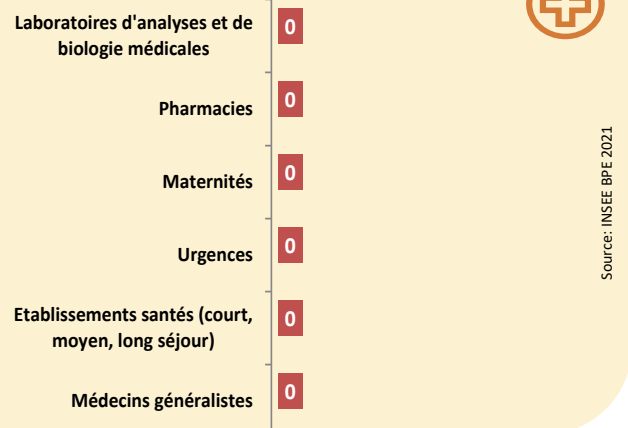 Laboratoires d'analyses et de
biologie médicales
0
Pharmacies
0
Maternités
0
Urgences
0
Etablissements santés (court,
moyen, long séjour)
0
Médecins généralistes
0
Source: INSEE BPE 2021